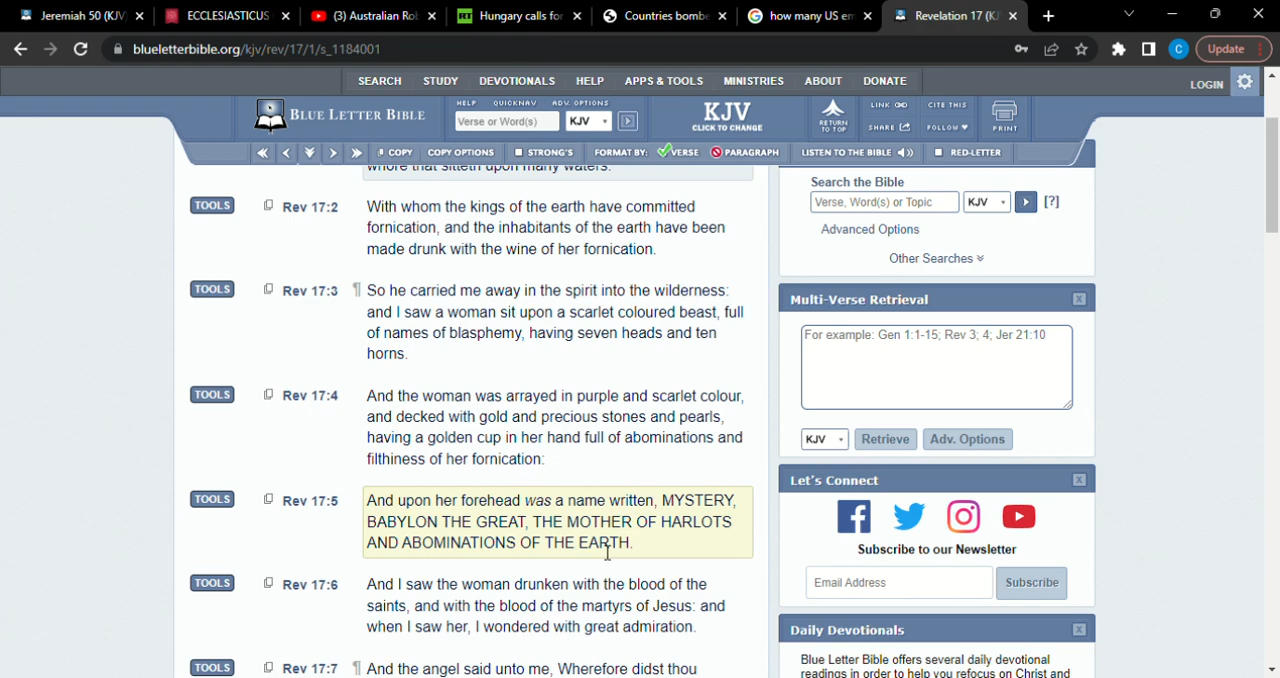 Jeremiah 50 (KJV)
ECCLESIASTICUS
(3) Australian Ro
Hungary calls for
Countries bombe
how many US em
Revelation 17 (K
blueletterbible.org/kjv/rev/17/1/s_1184001
C
Update
SEARCH STUDY DEVOTIONALS HELP APPS & TOOLS MINISTRIES ABOUT DONATE
LOGIN
BLUE LETTER BIBLE
HELP QUICKNAV ADV. OPTIONS
Verse or Word(s) KJV
KJV
CLICK TO CHANGE
RETURN
TO TOP
LINK
CITE THIS
SHARE
FOLLOW
PRINT
COPY COPY OPTIONS STRONG'S FORMAT BY: VERSE PARAGRAPH LISTEN TO THE BIBLE RED-LETTER
whore that sitteth upon many waters:
TOOLS Rev 17:2 With whom the kings of the earth have committed
fornication, and the inhabitants of the earth have been
made drunk with the wine of her fornication.
TOOLS Rev 17:3 ¶ So he carried me away in the spirit into the wilderness:
and I saw a woman sit upon a scarlet coloured beast, full
of names of blasphemy, having seven heads and ten
horns.
TOOLS Rev 17:4 And the woman was arrayed in purple and scarlet colour,
and decked with gold and precious stones and pearls,
having a golden cup in her hand full of abominations and
filthiness of her fornication:
TOOLS Rev 17:5 And upon her forehead was a name written, MYSTERY,
BABYLON THE GREAT, THE MOTHER OF HARLOTS
AND ABOMINATIONS OF THE EARTH.
TOOLS Rev 17:6 And I saw the woman drunken with the blood of the
saints, and with the blood of the martyrs of Jesus: and
when I saw her, I wondered with great admiration.
TOOLS Rev 17:7 ¶ And the angel said unto me, Wherefore didst thou
Search the Bible
Verse, Word(s) or Topic KJV [?]
Advanced Options
Other Searches
Multi-Verse Retrieval
For example: Gen 1:1-15; Rev 3; 4; Jer 21:10
KJV Retrieve Adv. Options
Let's Connect
Subscribe to our Newsletter
Email Address Subscribe
Daily Devotionals
Blue Letter Bible offers several daily devotional
readings in order to help you refocus on Christ and